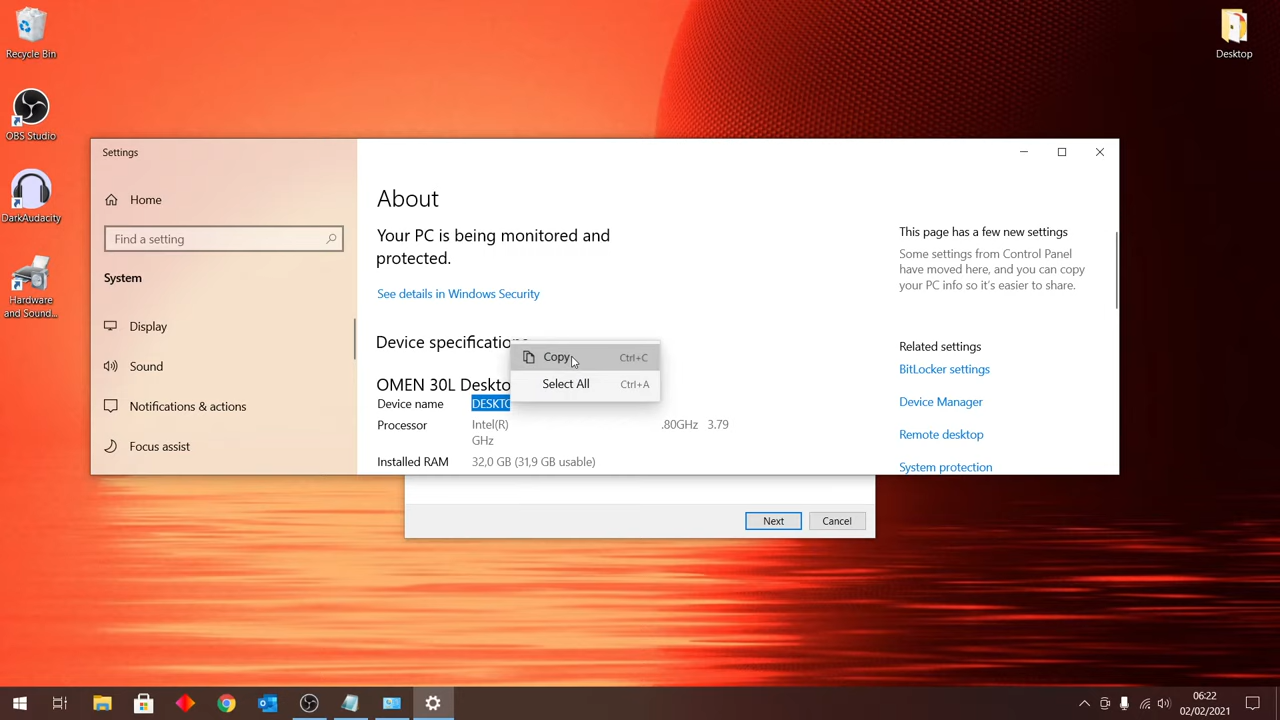 Recycle Bin
OBS Studio
DarkAudacity
Hardware
and Sound...
Desktop
Settings
Home
Find a setting
System
Display
Sound
Notifications & actions
Focus assist
About
Your PC is being monitored and
protected.
See details in Windows Security
Device specifications
OMEN 30L Deskto
Device name DESKTO
Processor Intel(R) .80GHz 3.79
GHz
Installed RAM 32,0 GB (31,9 GB usable)
Copy Ctrl+C
Select All Ctrl+A
This page has a few new settings
Some settings from Control Panel
have moved here, and you can copy
your PC info so it's easier to share.
Related settings
BitLocker settings
Device Manager
Remote desktop
System protection
Next Cancel
06:22
02/02/2021